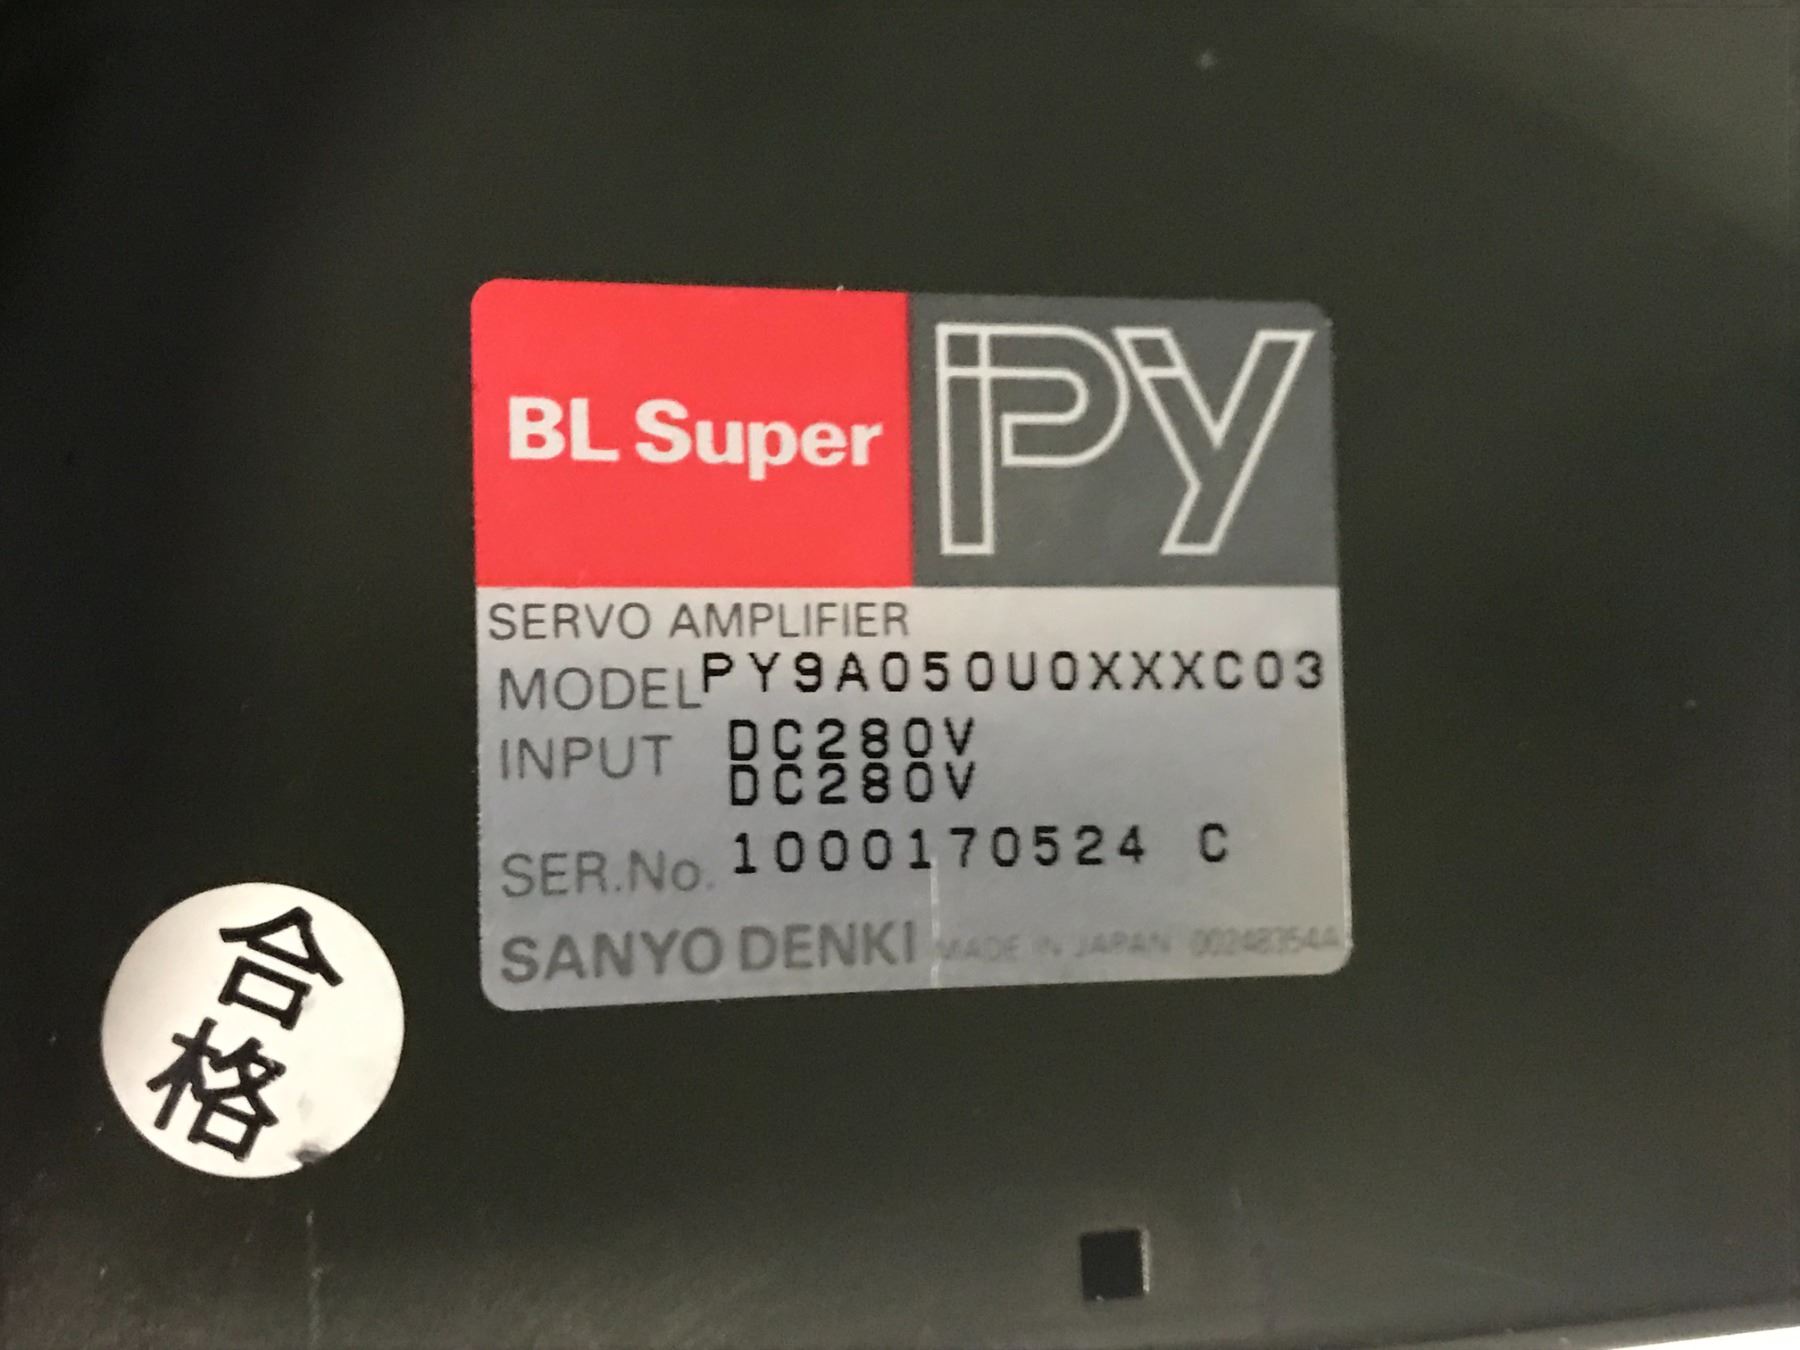 BL Super
PY
SERVO AMPLIFIER
MODEL PY9A050U0XXXC03
INPUT DC280V
DC280V
SER.No. 1000170524 C
SANYO DENKI MADE IN JAPAN 00248354A
合格